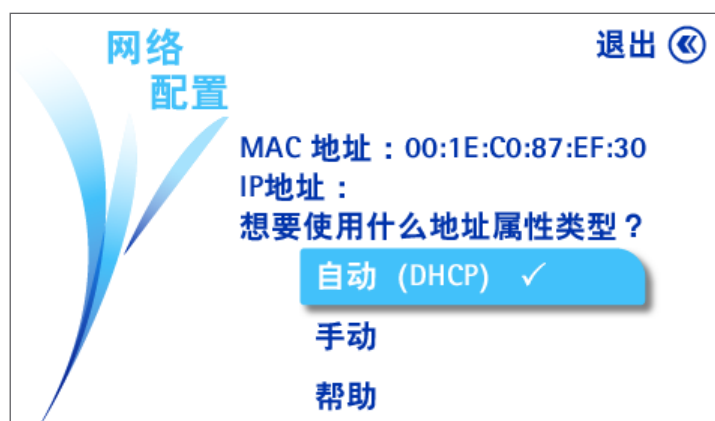 网络
配置
退出
MAC 地址：00:1E:C0:87:EF:30
IP地址：
想要使用什么地址属性类型？
自动 (DHCP) ✓
手动
帮助